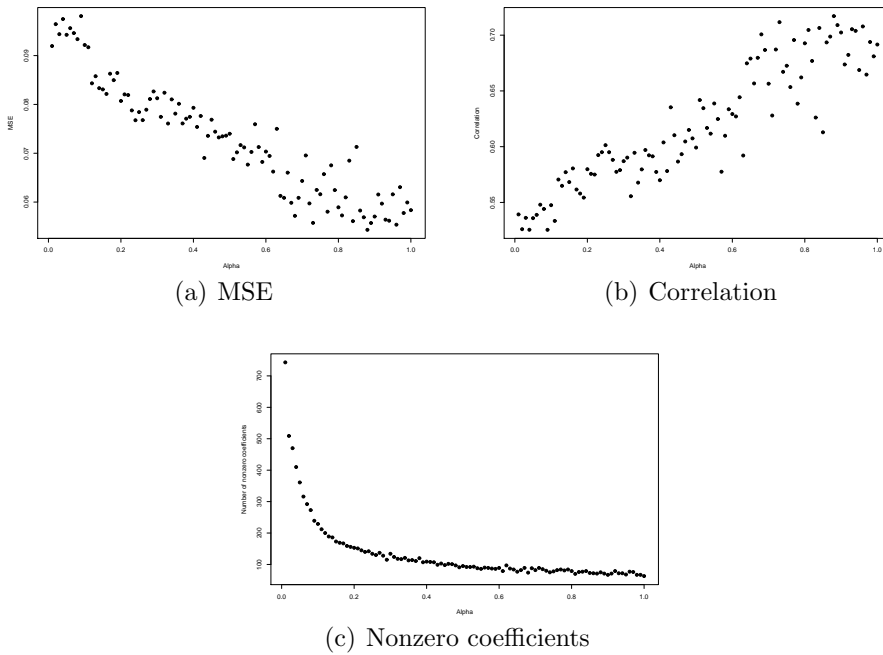 0.09
0.08
0.07
0.06
MSE
0.0 0.2 0.4 0.6 0.8 1.0
Alpha
(a) MSE
0.70
0.65
0.60
0.55
Correlation
0.0 0.2 0.4 0.6 0.8 1.0
Alpha
(b) Correlation
700
600
500
400
300
200
100
Number of nonzero coefficients
0.0 0.2 0.4 0.6 0.8 1.0
Alpha
(c) Nonzero coefficients